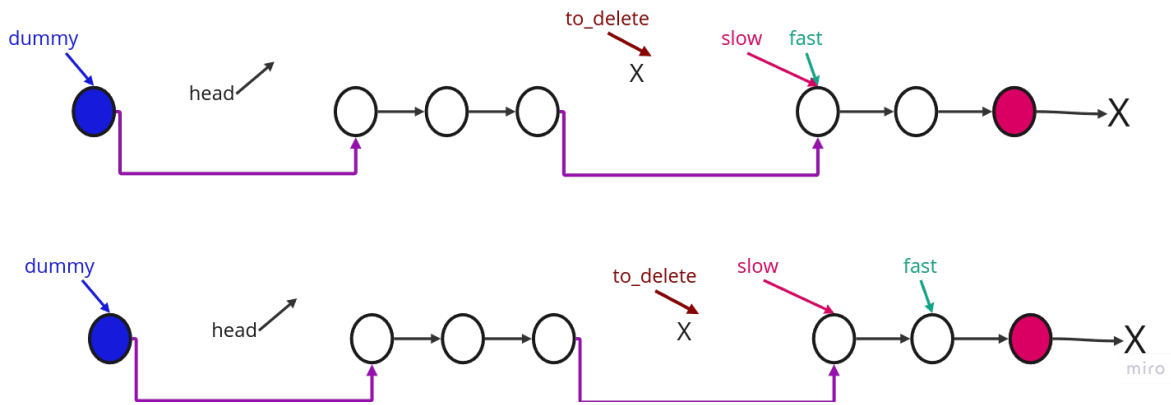 to_delete
dummy
slow
fast
head
X
X
dummy
to_delete
slow
fast
head
X
X
miro